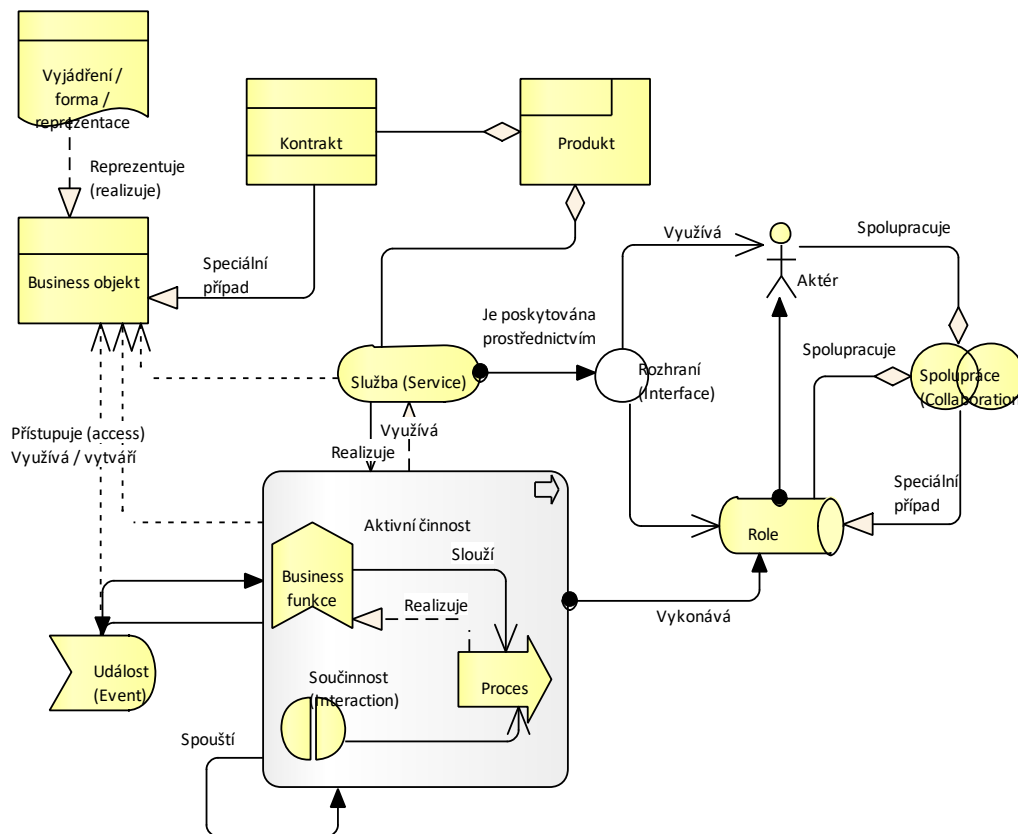 Vyjádření /
forma /
reprezentace
Kontrakt
Produkt
Reprezentuje
(realizuje)
Business objekt
Speciální
případ
Využívá
Spolupracuje
Aktér
Je poskytována
prostřednictvím
Služba (Service)
Rozhraní
(Interface)
Spolupracuje
Spolupráce
(Collaboration
Přístupuje (access)
Využívá / vytváří
Využívá
Realizuje
Speciální
případ
Aktivní činnost
Role
Business
funkce
Slouží
Realizuje
Vykonává
Událost
(Event)
Součinnost
(Interaction)
Proces
Spouští